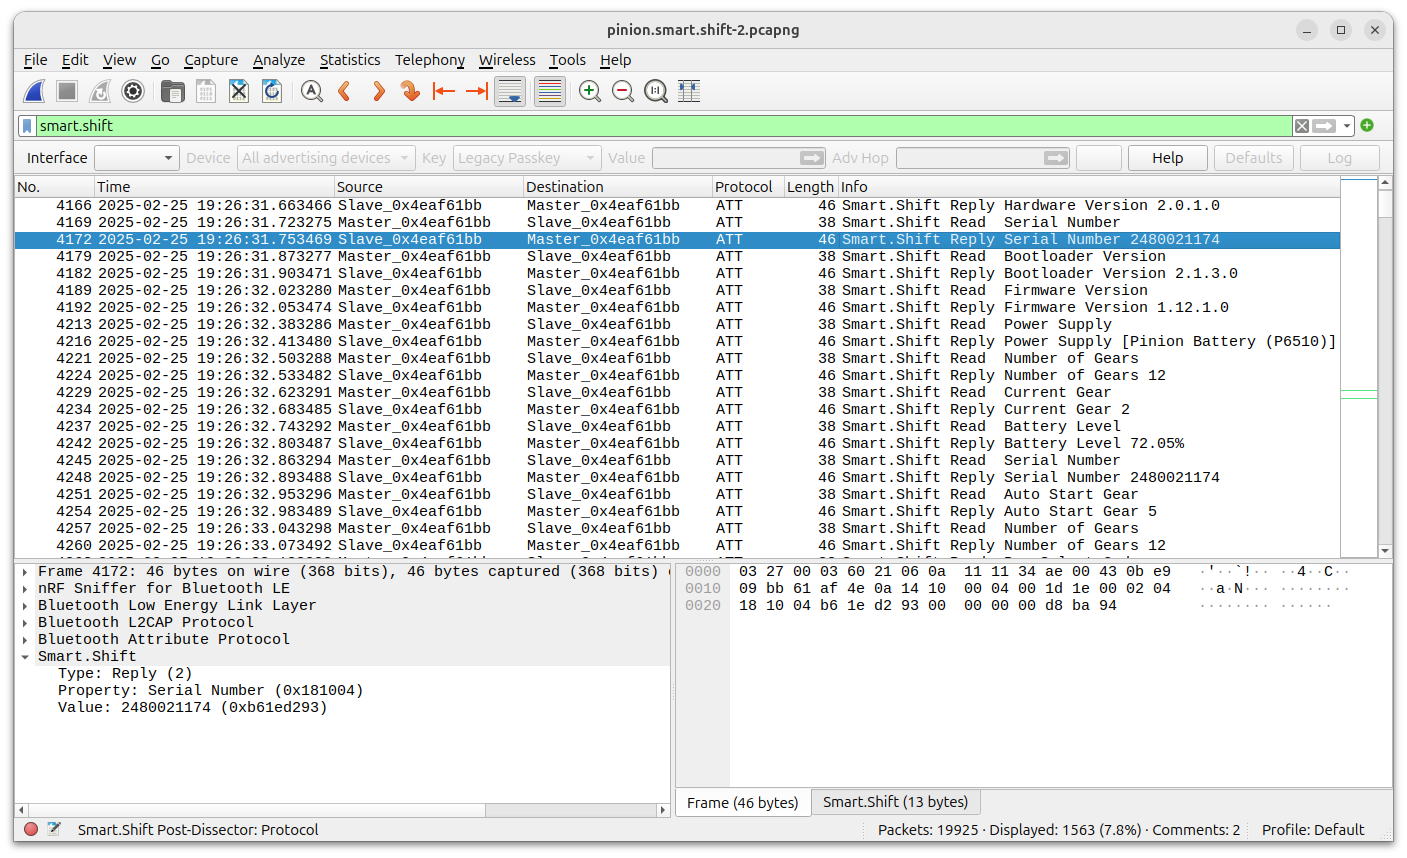 pinion.smart.shift-2.pcapng
File Edit View Go Capture Analyze Statistics Telephony Wireless Tools Help
smart.shift
Interface Device All advertising devices Key Legacy Passkey Value Adv Hop Help Defaults Log
No. Time Source Destination Protocol Length Info
4166 2025-02-25 19:26:31.663466 Slave_0x4eaf61bb Master_0x4eaf61bb ATT 46 Smart.Shift Reply Hardware Version 2.0.1.0
4169 2025-02-25 19:26:31.723275 Master_0x4eaf61bb Slave_0x4eaf61bb ATT 38 Smart.Shift Read Serial Number
4172 2025-02-25 19:26:31.753469 Slave_0x4eaf61bb Master_0x4eaf61bb ATT 46 Smart.Shift Reply Serial Number 2480021174
4179 2025-02-25 19:26:31.873277 Master_0x4eaf61bb Slave_0x4eaf61bb ATT 38 Smart.Shift Read Bootloader Version
4182 2025-02-25 19:26:31.903471 Slave_0x4eaf61bb Master_0x4eaf61bb ATT 46 Smart.Shift Reply Bootloader Version 2.1.3.0
4189 2025-02-25 19:26:32.023280 Master_0x4eaf61bb Slave_0x4eaf61bb ATT 38 Smart.Shift Read Firmware Version
4192 2025-02-25 19:26:32.053474 Slave_0x4eaf61bb Master_0x4eaf61bb ATT 46 Smart.Shift Reply Firmware Version 1.12.1.0
4213 2025-02-25 19:26:32.383286 Master_0x4eaf61bb Slave_0x4eaf61bb ATT 38 Smart.Shift Read Power Supply
4216 2025-02-25 19:26:32.413480 Slave_0x4eaf61bb Master_0x4eaf61bb ATT 46 Smart.Shift Reply Power Supply [Pinion Battery (P6510)]
4221 2025-02-25 19:26:32.503288 Master_0x4eaf61bb Slave_0x4eaf61bb ATT 38 Smart.Shift Read Number of Gears
4224 2025-02-25 19:26:32.533482 Slave_0x4eaf61bb Master_0x4eaf61bb ATT 46 Smart.Shift Reply Number of Gears 12
4229 2025-02-25 19:26:32.623291 Master_0x4eaf61bb Slave_0x4eaf61bb ATT 38 Smart.Shift Read Current Gear
4234 2025-02-25 19:26:32.683485 Slave_0x4eaf61bb Master_0x4eaf61bb ATT 46 Smart.Shift Reply Current Gear 2
4237 2025-02-25 19:26:32.743292 Master_0x4eaf61bb Slave_0x4eaf61bb ATT 38 Smart.Shift Read Battery Level
4242 2025-02-25 19:26:32.803487 Slave_0x4eaf61bb Master_0x4eaf61bb ATT 46 Smart.Shift Reply Battery Level 72.05%
4245 2025-02-25 19:26:32.863294 Master_0x4eaf61bb Slave_0x4eaf61bb ATT 38 Smart.Shift Read Serial Number
4248 2025-02-25 19:26:32.893488 Slave_0x4eaf61bb Master_0x4eaf61bb ATT 46 Smart.Shift Reply Serial Number 2480021174
4251 2025-02-25 19:26:32.953296 Master_0x4eaf61bb Slave_0x4eaf61bb ATT 38 Smart.Shift Read Auto Start Gear
4254 2025-02-25 19:26:32.983489 Slave_0x4eaf61bb Master_0x4eaf61bb ATT 46 Smart.Shift Reply Auto Start Gear 5
4257 2025-02-25 19:26:33.043298 Master_0x4eaf61bb Slave_0x4eaf61bb ATT 38 Smart.Shift Read Number of Gears
4260 2025-02-25 19:26:33.073492 Slave_0x4eaf61bb Master_0x4eaf61bb ATT 46 Smart.Shift Reply Number of Gears 12
Frame 4172: 46 bytes on wire (368 bits), 46 bytes captured (368 bits)
nRF Sniffer for Bluetooth LE
Bluetooth Low Energy Link Layer
Bluetooth L2CAP Protocol
Bluetooth Attribute Protocol
Smart.Shift
Type: Reply (2)
Property: Serial Number (0x181004)
Value: 2480021174 (0xb61ed293)
0000 03 27 00 03 60 21 06 0a 11 11 34 ae 00 43 0b e9 ·'··`!·· ··4··C··
0010 09 bb 61 af 4e 0a 14 10 00 04 00 1d 1e 00 02 04 ··a·N··· ········
0020 18 10 04 b6 1e d2 93 00 00 00 00 d8 ba 94 ········ ······
Frame (46 bytes) Smart.Shift (13 bytes)
Smart.Shift Post-Dissector: Protocol Packets: 19925 · Displayed: 1563 (7.8%) · Comments: 2 Profile: Default